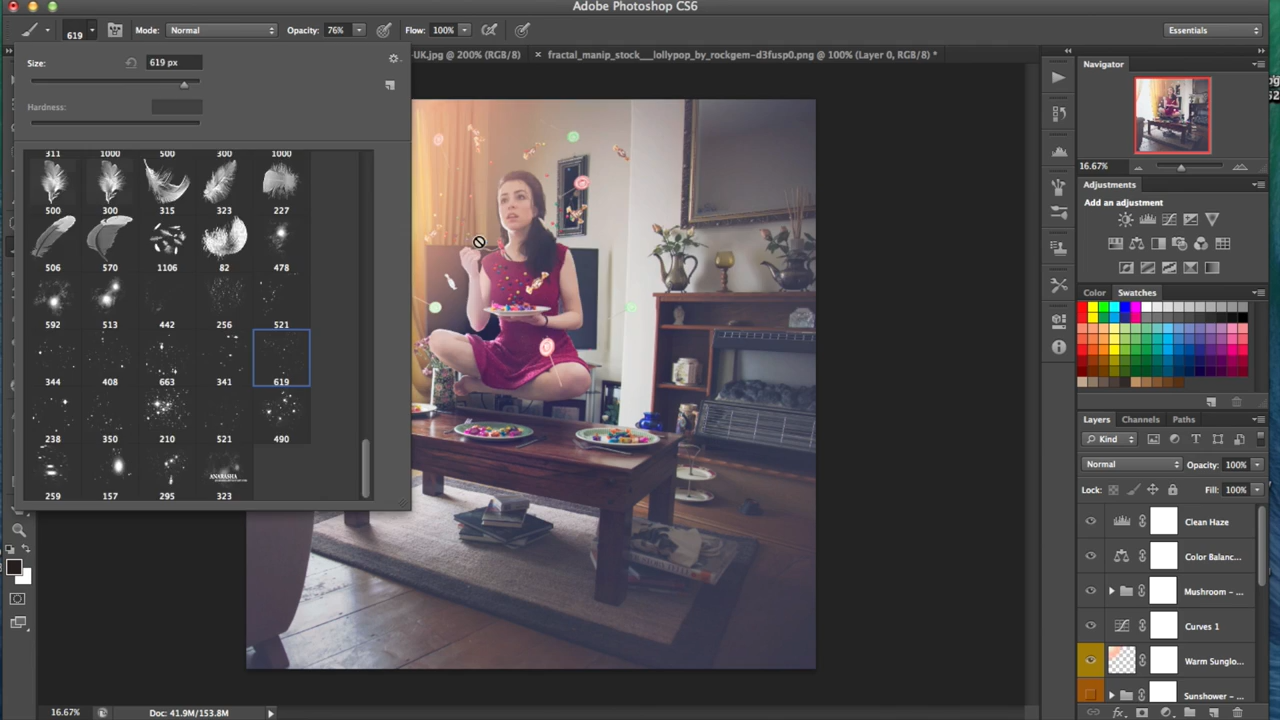 Adobe Photoshop CS6
619
Mode: Normal
Opacity: 76%
Flow: 100%
Essentials
-UK.jpg @ 200% (RGB/8)
× fractal_manip_stock__lollypop_by_rockgem-d3fusp0.png @ 100% (Layer 0, RGB/8) *
Size: 619 px
Hardness:
311 1000 500 300 1000
500 300 315 323 227
506 570 1106 82 478
592 513 442 256 521
344 408 663 341 619
238 350 210 521 490
259 157 295 323
ANARASHA
Navigator
16.67%
Adjustments
Add an adjustment
Color Swatches
Layers Channels Paths
Kind
Normal Opacity: 100%
Lock: Fill: 100%
Clean Haze
Color Balanc...
Mushroom - ...
Curves 1
Warm Sunglo...
Sunshower - ...
fx
16.67% Doc: 41.9M/153.8M